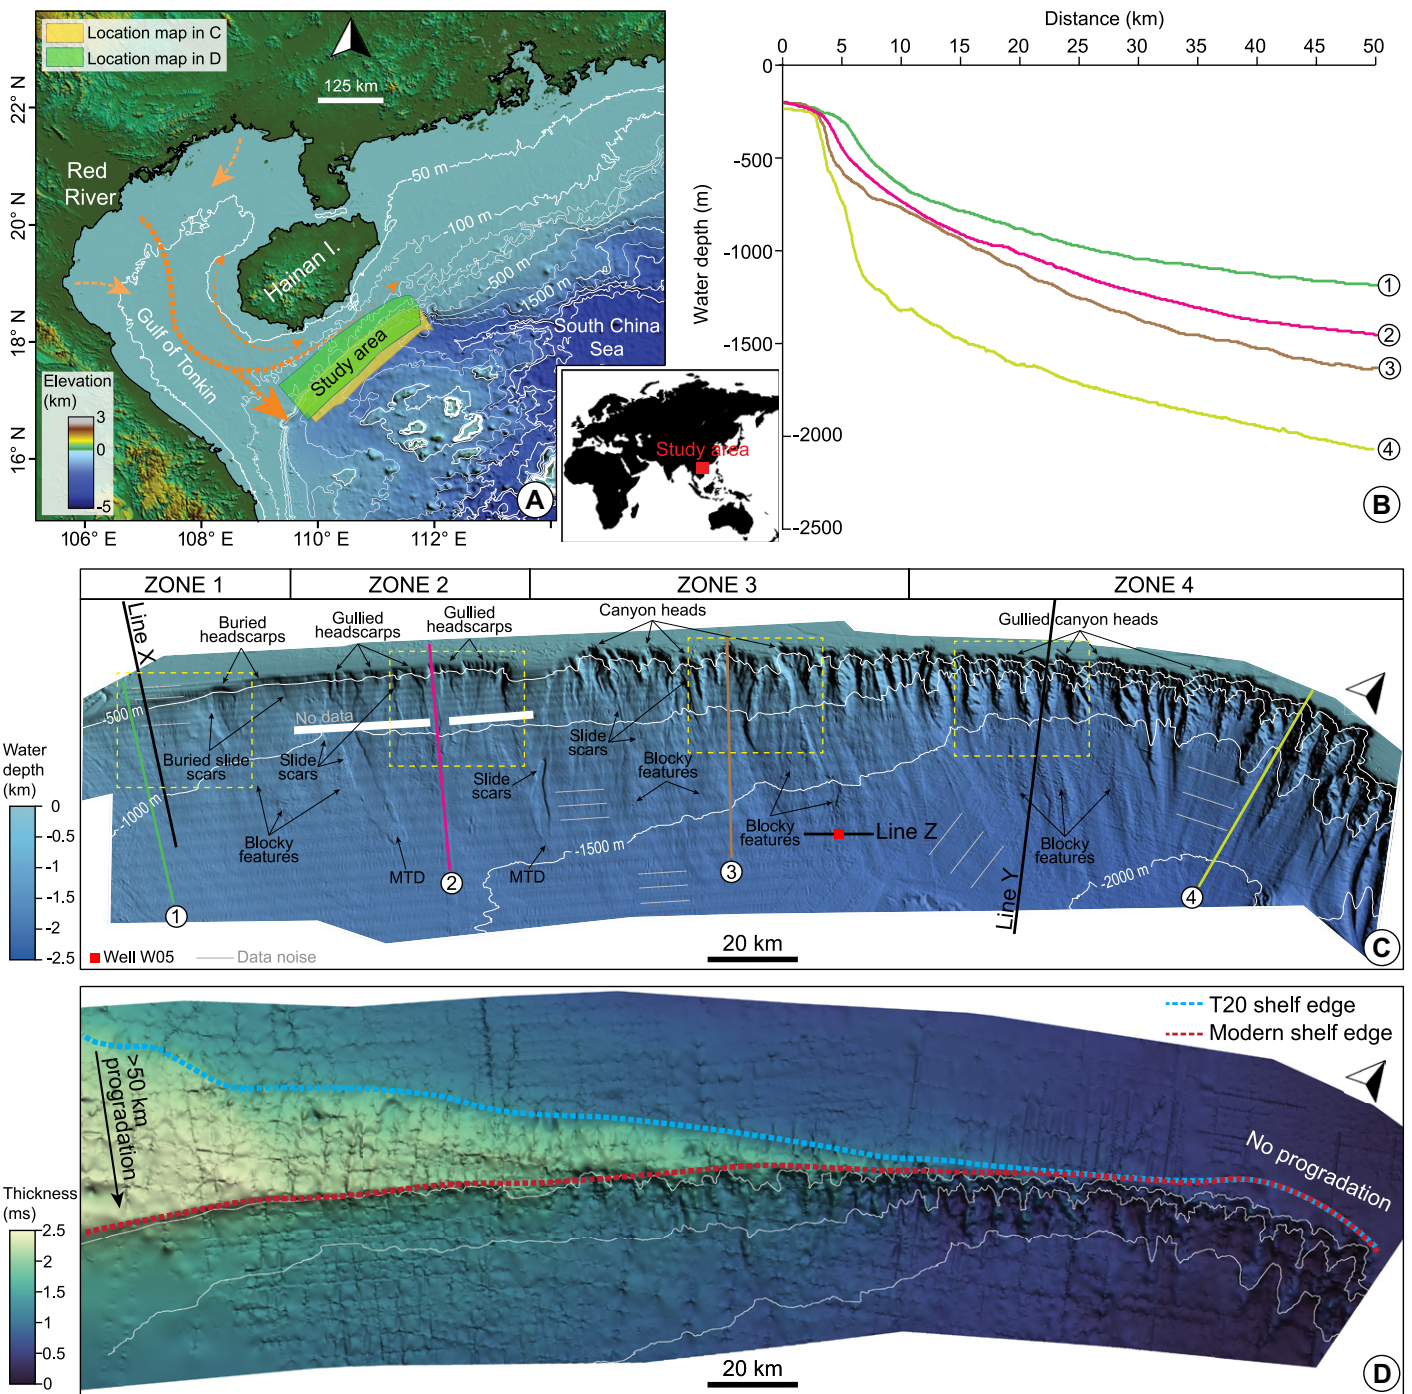 Location map in C
Location map in D
125 km
22° N
20° N
18° N
16° N
106° E
108° E
110° E
112° E
Red
River
Gulf of Tonkin
Hainan I.
-50 m
-100 m
-500 m
-1500 m
South China
Sea
Study area
Elevation
(km)
3
0
-5
Study area
A
Distance (km)
0 5 10 15 20 25 30 35 40 45 50
Water depth (m)
0
-500
-1000
-1500
-2000
-2500
1
2
3
4
B
ZONE 1
ZONE 2
ZONE 3
ZONE 4
Line X
Buried
headscarps
Gullied
headscarps
Gullied
headscarps
Canyon heads
Gullied canyon heads
-500 m
No data
Buried slide
scars
Slide
scars
Slide
scars
Slide
scars
Blocky
features
-1000 m
Blocky
features
MTD
MTD
-1500 m
Blocky
features
Line Z
Blocky
features
-2000 m
Line Y
1
2
3
4
Water
depth
(km)
0
-0.5
-1
-1.5
-2
-2.5
Well W05
Data noise
20 km
C
T20 shelf edge
Modern shelf edge
>50 km
progradation
No progradation
Thickness
(ms)
2.5
2
1.5
1
0.5
0
20 km
D